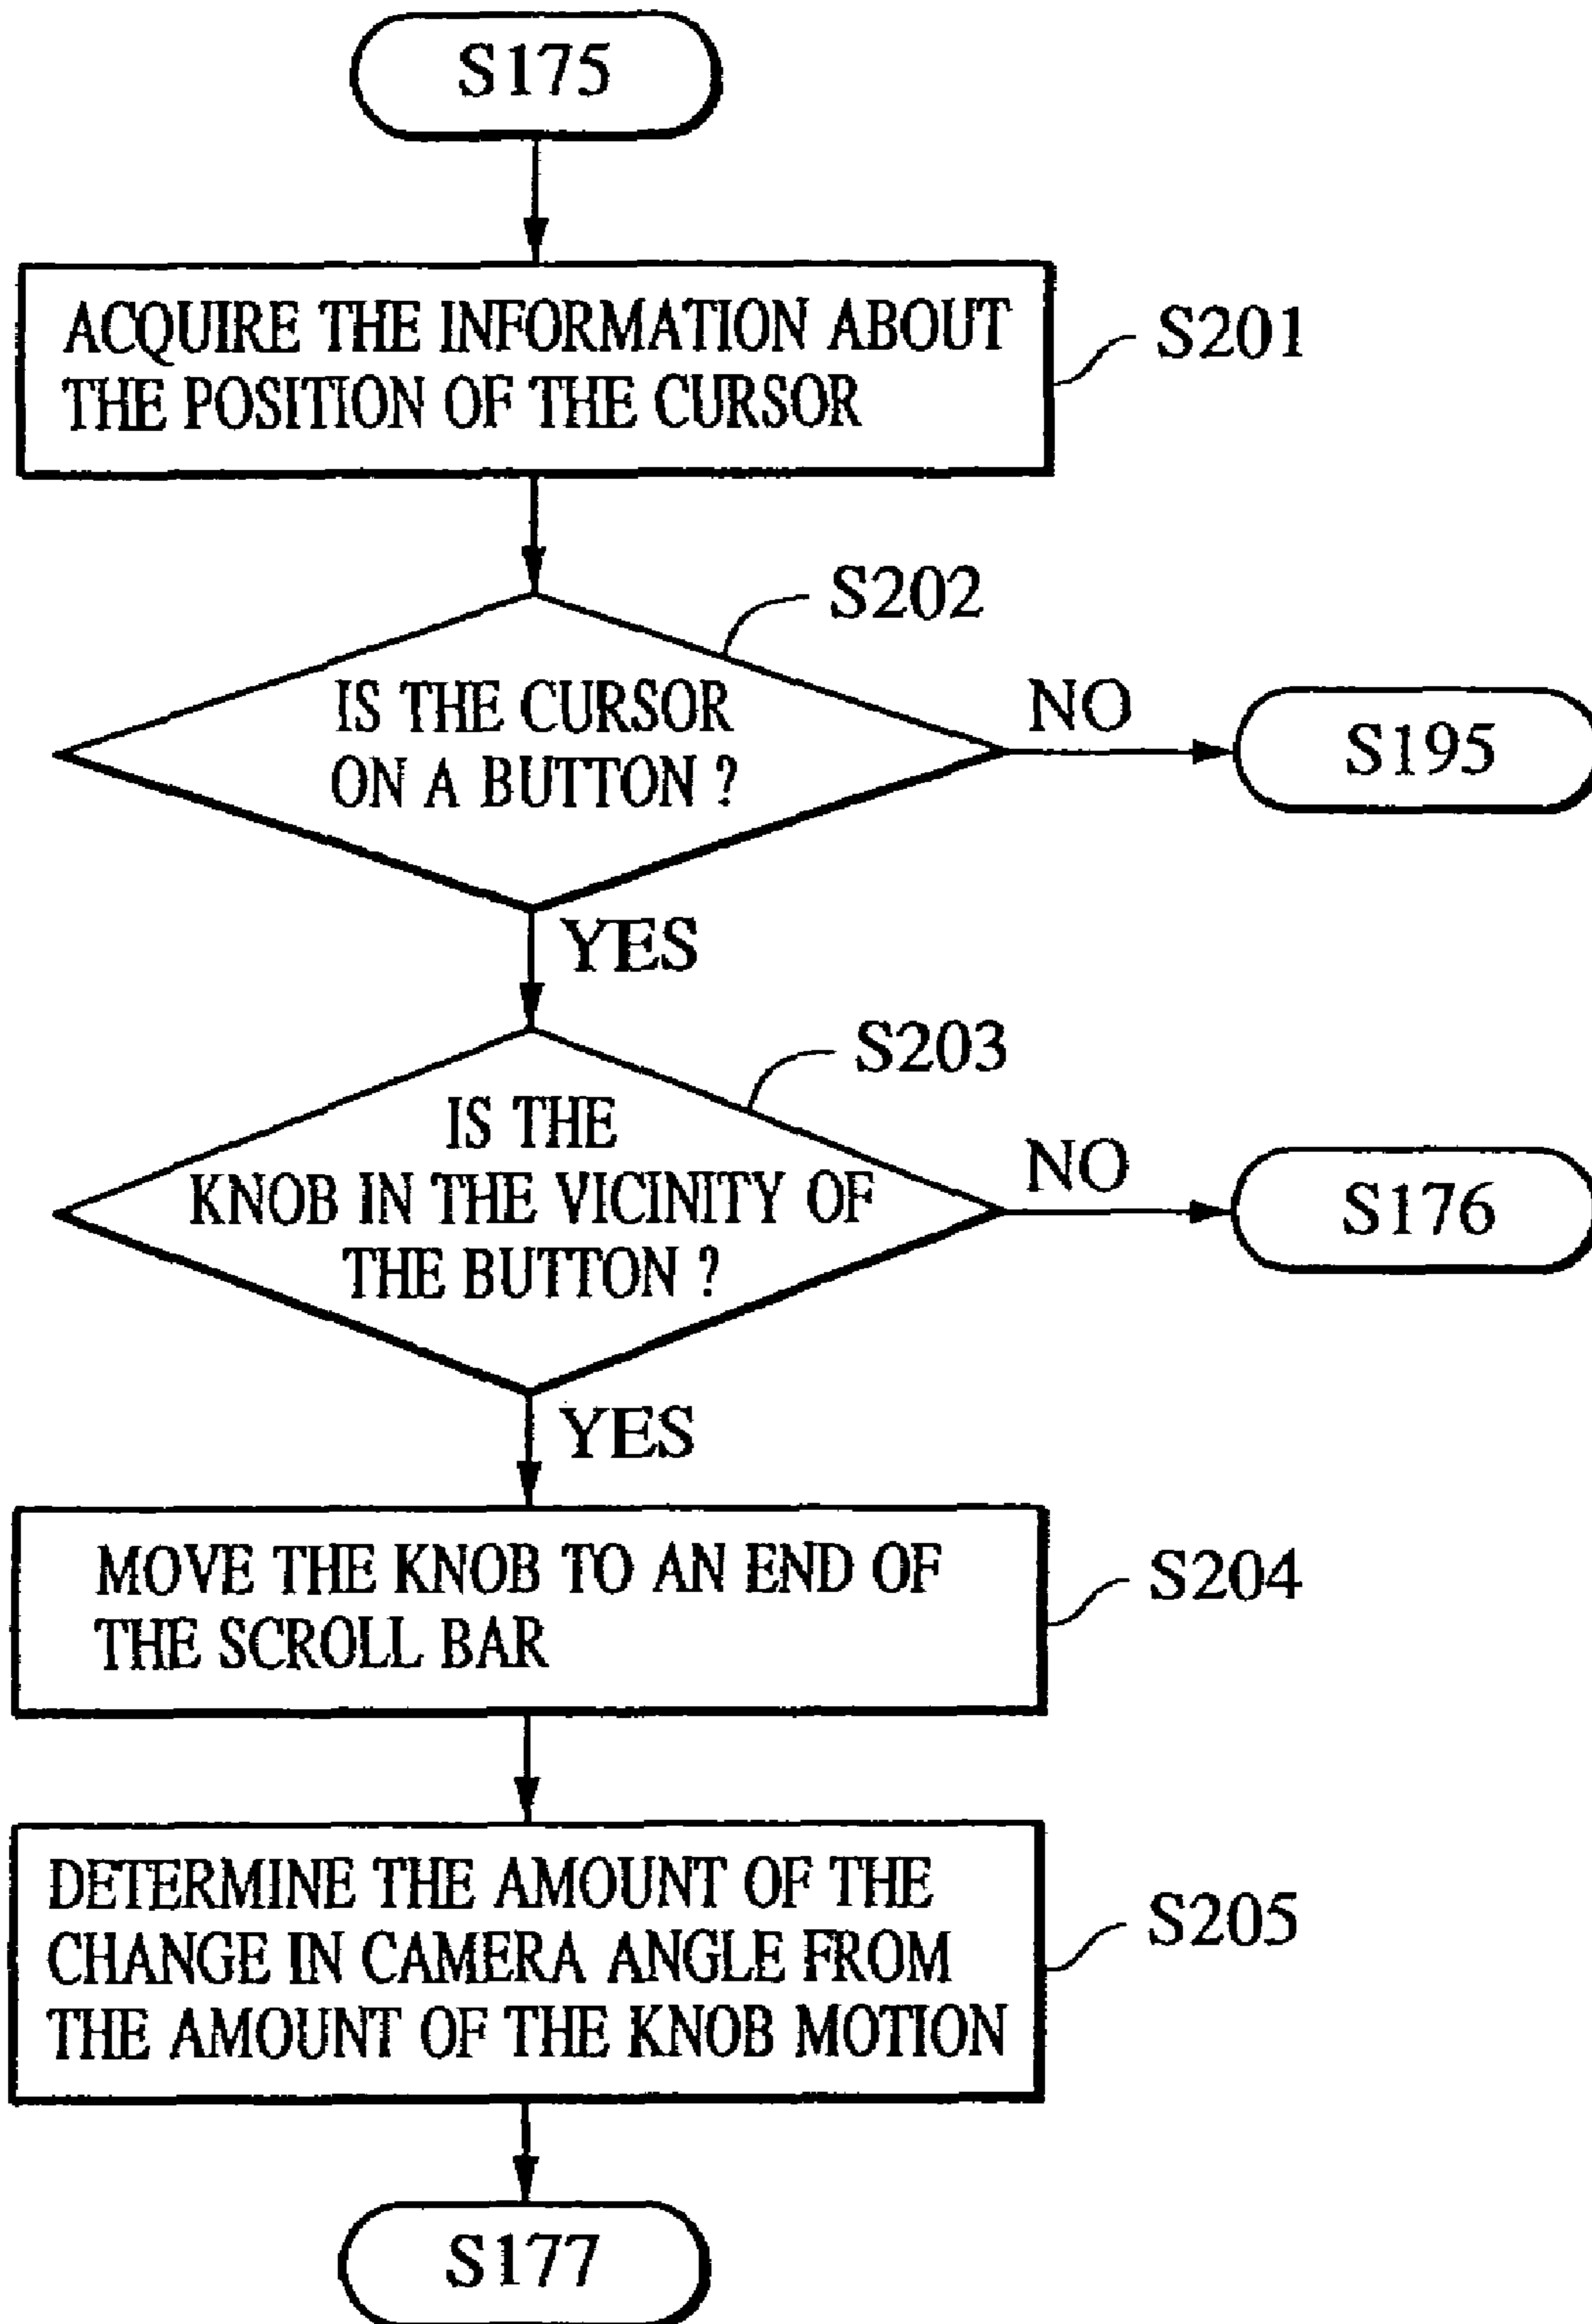 S175
ACQUIRE THE INFORMATION ABOUT
THE POSITION OF THE CURSOR
S201
S202
IS THE CURSOR
ON A BUTTON ?
NO
S195
YES
S203
IS THE
KNOB IN THE VICINITY OF
THE BUTTON ?
NO
S176
YES
MOVE THE KNOB TO AN END OF
THE SCROLL BAR
S204
DETERMINE THE AMOUNT OF THE
CHANGE IN CAMERA ANGLE FROM
THE AMOUNT OF THE KNOB MOTION
S205
S177